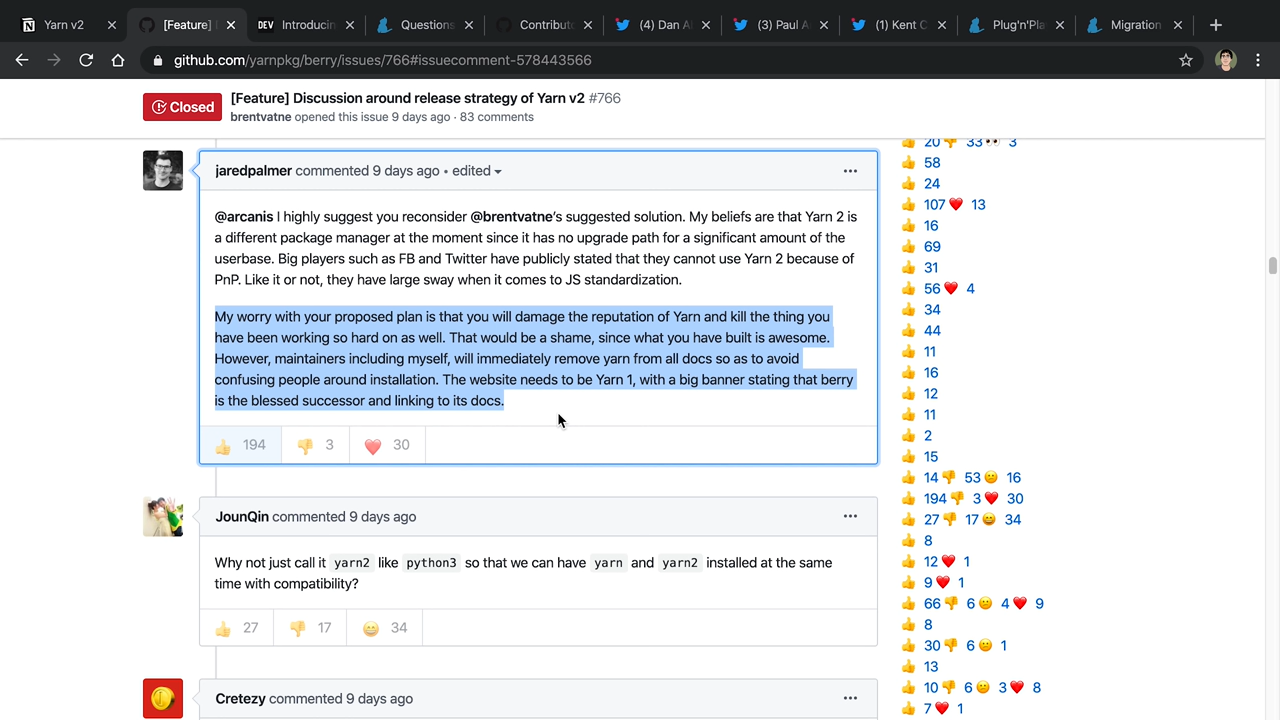 Yarn v2
[Feature]
DEV Introducin
Questions
Contribut
(4) Dan A
(3) Paul A
(1) Kent C
Plug'n'Pla
Migration
github.com/yarnpkg/berry/issues/766#issuecomment-578443566
Closed
[Feature] Discussion around release strategy of Yarn v2 #766
brentvatne opened this issue 9 days ago · 83 comments
jaredpalmer commented 9 days ago • edited
@arcanis I highly suggest you reconsider @brentvatne's suggested solution. My beliefs are that Yarn 2 is
a different package manager at the moment since it has no upgrade path for a significant amount of the
userbase. Big players such as FB and Twitter have publicly stated that they cannot use Yarn 2 because of
PnP. Like it or not, they have large sway when it comes to JS standardization.
My worry with your proposed plan is that you will damage the reputation of Yarn and kill the thing you
have been working so hard on as well. That would be a shame, since what you have built is awesome.
However, maintainers including myself, will immediately remove yarn from all docs so as to avoid
confusing people around installation. The website needs to be Yarn 1, with a big banner stating that berry
is the blessed successor and linking to its docs.
👍 194 👎 3 ❤️ 30
JounQin commented 9 days ago
Why not just call it yarn2 like python3 so that we can have yarn and yarn2 installed at the same
time with compatibility?
👍 27 👎 17 😄 34
Cretezy commented 9 days ago
👍 20 👎 33 👀 3
👍 58
👍 24
👍 107 ❤️ 13
👍 16
👍 69
👍 31
👍 56 ❤️ 4
👍 34
👍 44
👍 11
👍 16
👍 12
👍 11
👍 2
👍 15
👍 14 👎 53 😕 16
👍 194 👎 3 ❤️ 30
👍 27 👎 17 😄 34
👍 8
👍 12 ❤️ 1
👍 9 ❤️ 1
👍 66 👎 6 😕 4 ❤️ 9
👍 8
👍 30 👎 6 😕 1
👍 13
👍 10 👎 6 😕 3 ❤️ 8
👍 7 ❤️ 1